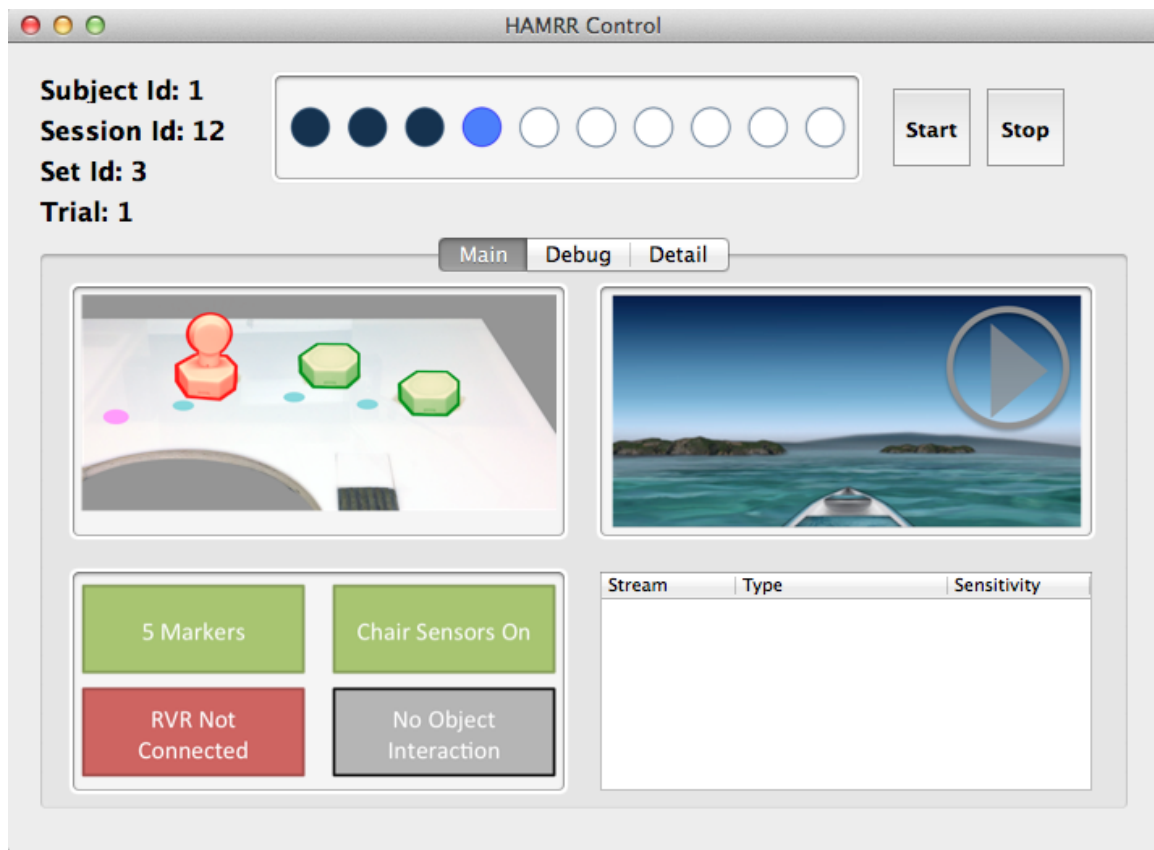 HAMRR Control
Subject Id: 1
Session Id: 12
Set Id: 3
Trial: 1
Start
Stop
Main
Debug
Detail
5 Markers
Chair Sensors On
RVR Not
Connected
No Object
Interaction
Stream
Type
Sensitivity